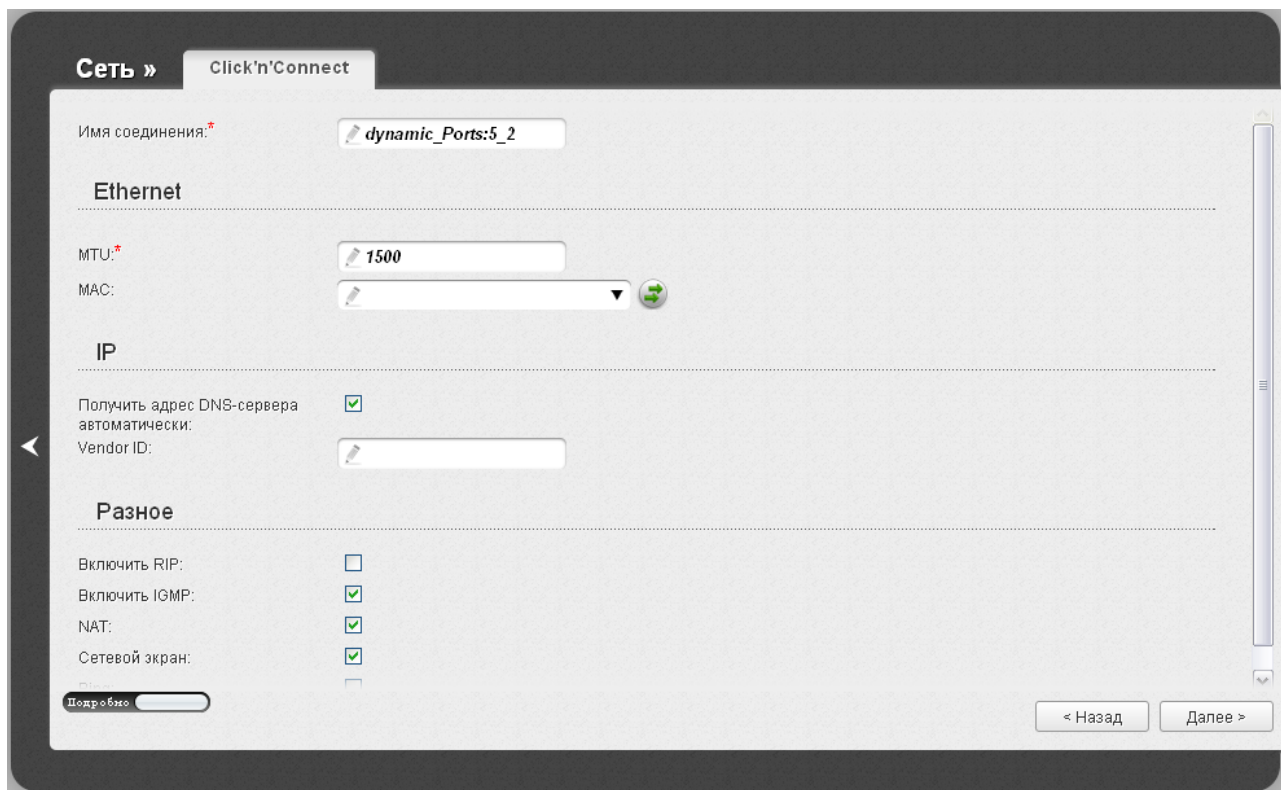 Сеть »
Click'n'Connect
Имя соединения:*
dynamic_Ports:5_2
Ethernet
MTU:*
1500
MAC:
IP
Получить адрес DNS-сервера
автоматически:
Vendor ID:
Разное
Включить RIP:
Включить IGMP:
NAT:
Сетевой экран:
Подробно
< Назад
Далее >